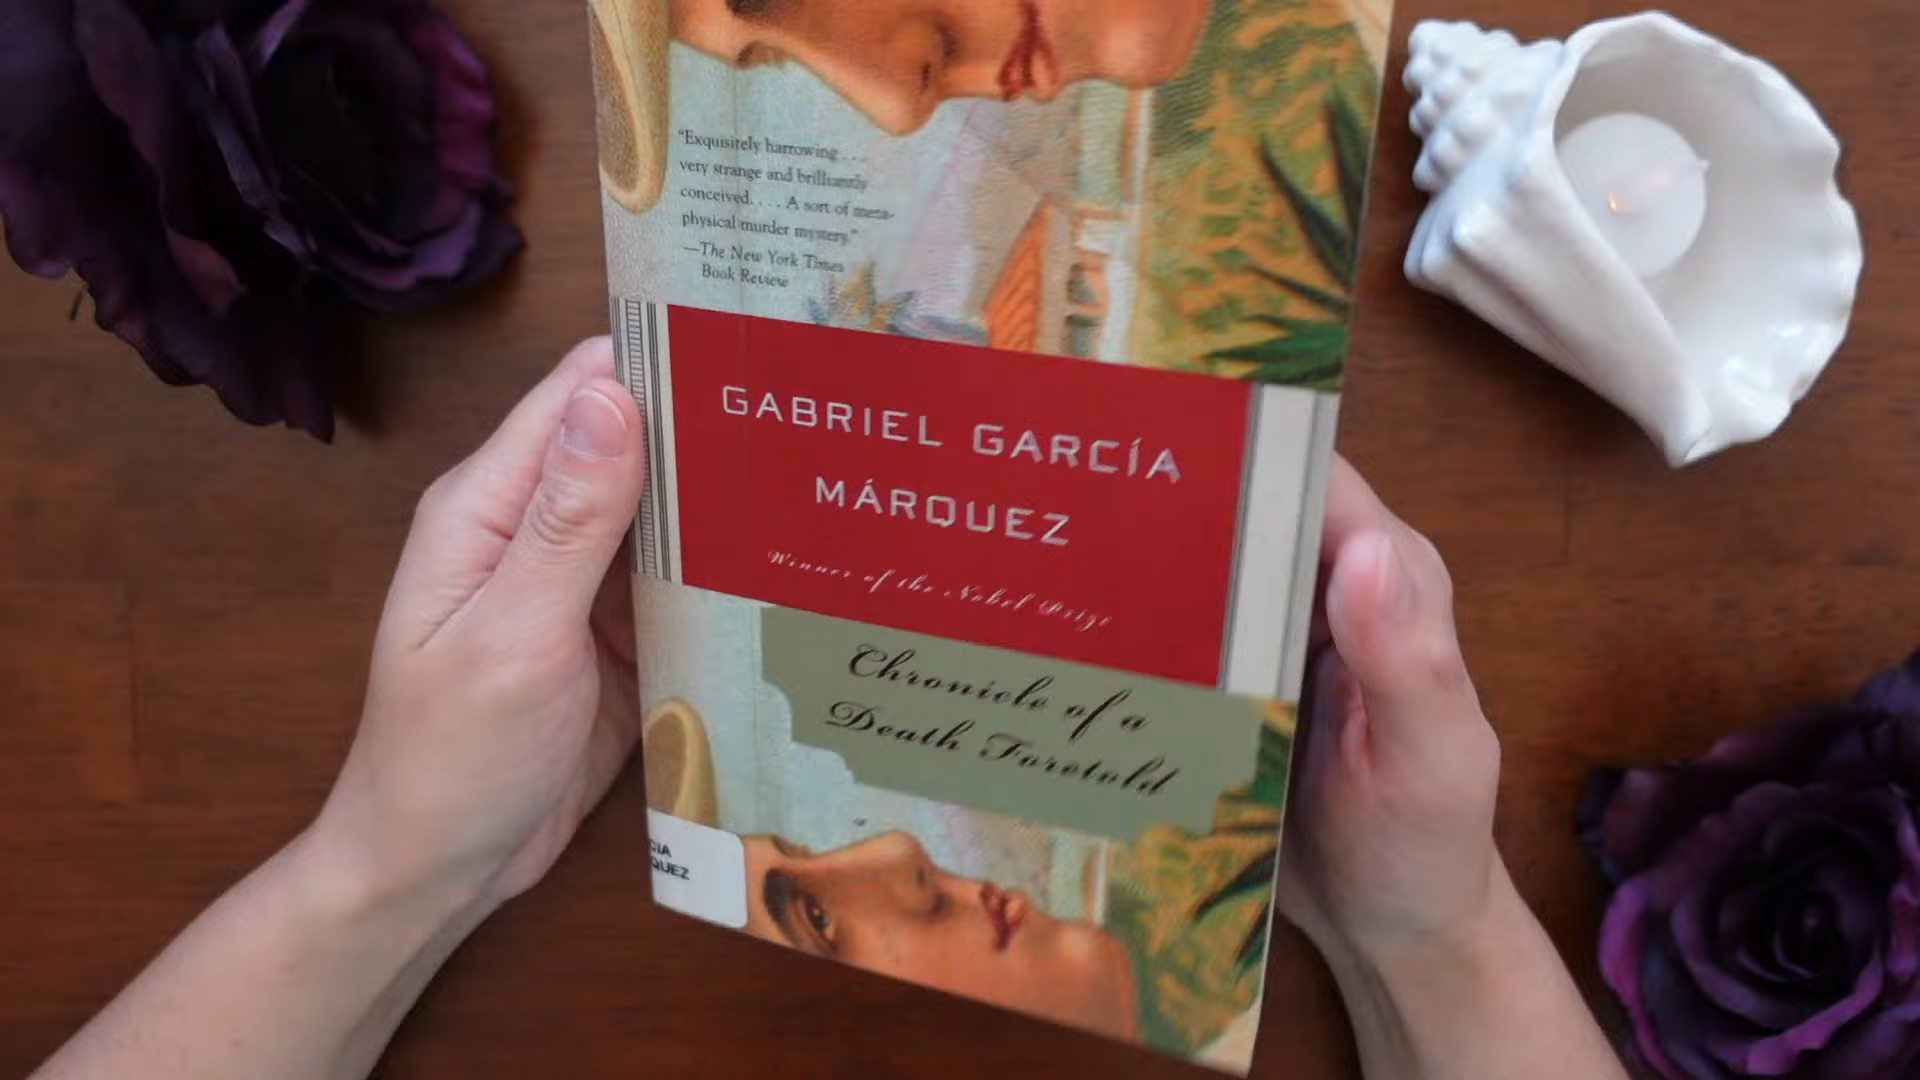 "Exquisitely harrowing . . .
very strange and brilliantly
conceived. . . . A sort of meta-
physical murder mystery."
—The New York Times
Book Review
GABRIEL GARCÍA
MÁRQUEZ
Winner of the Nobel Prize
Chronicle of a
Death Foretold
CIA
QUEZ